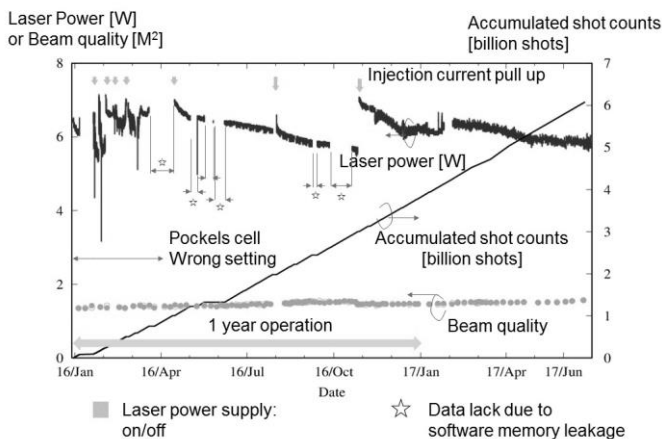 Laser Power [W]
or Beam quality [M²]
Accumulated shot counts
[billion shots]
8
6
4
2
0
7
6
5
4
3
2
1
0
Injection current pull up
Laser power [W]
☆
☆
☆
☆
☆
Pockels cell
Wrong setting
Accumulated shot counts
[billion shots]
Beam quality
1 year operation
16/Jan
16/Apr
16/Jul
16/Oct
17/Jan
17/Apr
17/Jun
Date
Laser power supply:
on/off
☆ Data lack due to
software memory leakage